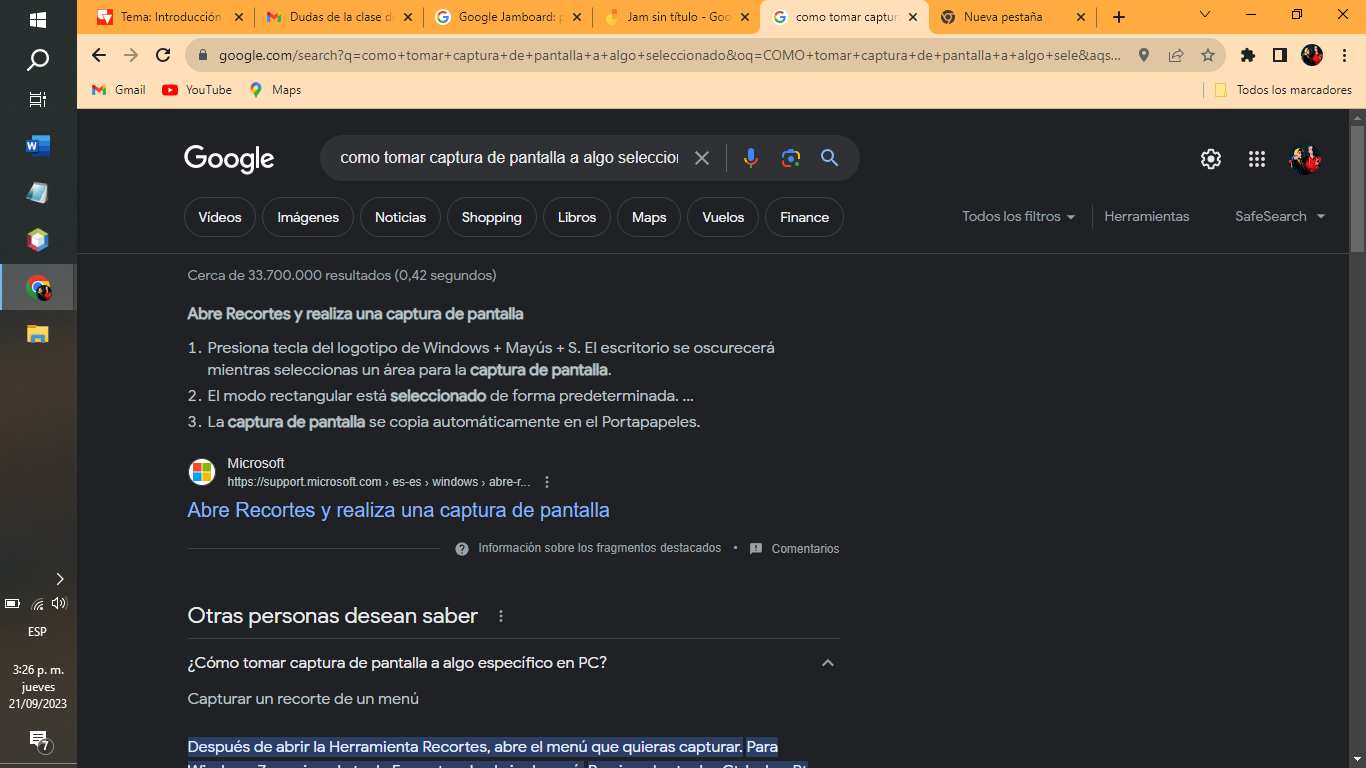 Tema: Introducción
Dudas de la clase d
Google Jamboard: p
Jam sin título - Goo
como tomar captur
Nueva pestaña
google.com/search?q=como+tomar+captura+de+pantalla+a+algo+seleccionado&oq=COMO+tomar+captura+de+pantalla+a+algo+sele&aqs...
Gmail
YouTube
Maps
Todos los marcadores
Google
como tomar captura de pantalla a algo seleccion
Vídeos
Imágenes
Noticias
Shopping
Libros
Maps
Vuelos
Finance
Todos los filtros
Herramientas
SafeSearch
Cerca de 33.700.000 resultados (0,42 segundos)
Abre Recortes y realiza una captura de pantalla
1. Presiona tecla del logotipo de Windows + Mayús + S. El escritorio se oscurecerá
mientras seleccionas un área para la captura de pantalla.
2. El modo rectangular está seleccionado de forma predeterminada. ...
3. La captura de pantalla se copia automáticamente en el Portapapeles.
Microsoft
https://support.microsoft.com › es-es › windows › abre-r...
Abre Recortes y realiza una captura de pantalla
Información sobre los fragmentos destacados • Comentarios
Otras personas desean saber
¿Cómo tomar captura de pantalla a algo específico en PC?
Capturar un recorte de un menú
Después de abrir la Herramienta Recortes, abre el menú que quieras capturar. Para
W
ESP
3:26 p. m.
jueves
21/09/2023
7